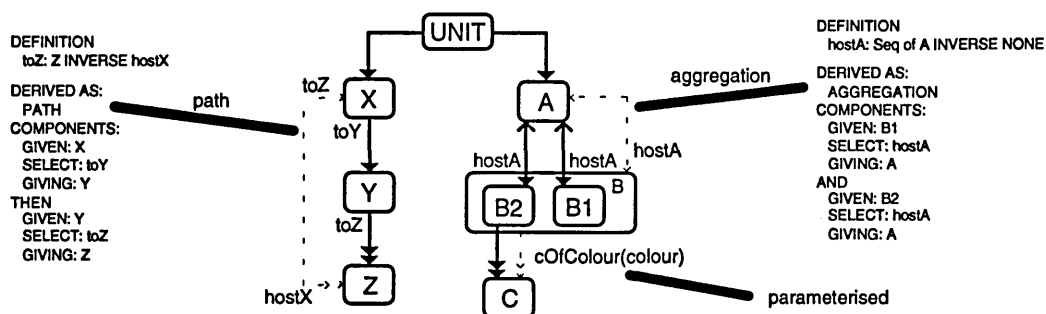 DEFINITION
toZ: Z INVERSE hostX
DERIVED AS:
PATH
COMPONENTS:
GIVEN: X
SELECT: toY
GIVING: Y
THEN
GIVEN: Y
SELECT: toZ
GIVING: Z
path
UNIT
toZ
X
toY
Y
toZ
hostX
Z
A
aggregation
hostA
hostA
hostA
B
B2
B1
cOfColour(colour)
C
parameterised
DEFINITION
hostA: Seq of A INVERSE NONE
DERIVED AS:
AGGREGATION
COMPONENTS:
GIVEN: B1
SELECT: hostA
GIVING: A
AND
GIVEN: B2
SELECT: hostA
GIVING: A